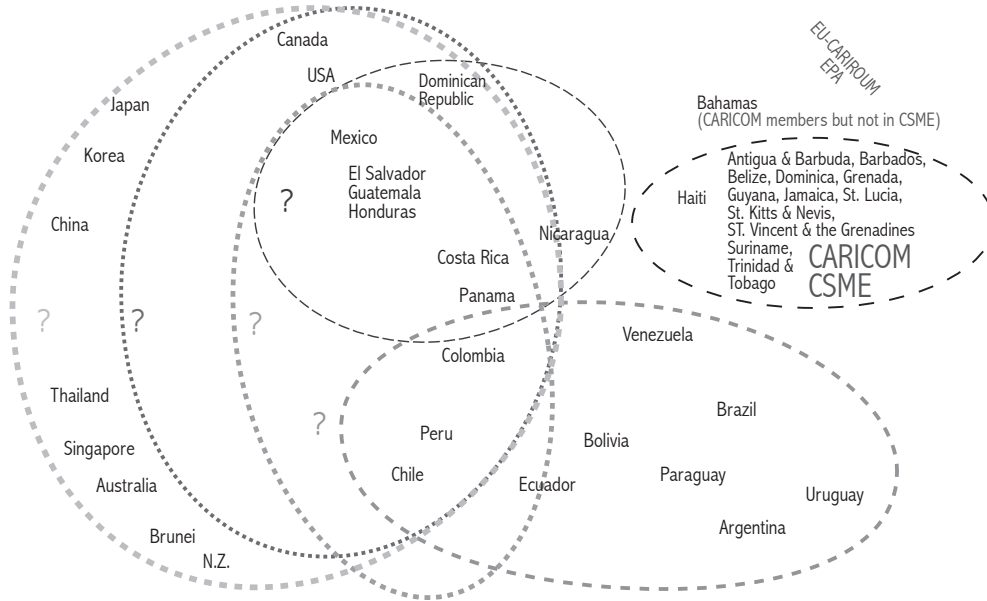 Canada
USA
Dominican
Republic
Japan
Mexico
Korea
El Salvador
Guatemala
Honduras
?
China
Nicaragua
Costa Rica
Panama
?
?
?
Colombia
Thailand
?
Peru
Singapore
Chile
Australia
Ecuador
Brunei
N.Z.
Venezuela
Brazil
Bolivia
Paraguay
Uruguay
Argentina
EU-CARIROUM
EPA
Bahamas
(CARICOM members but not in CSME)
Haiti
Antigua & Barbuda, Barbados,
Belize, Dominica, Grenada,
Guyana, Jamaica, St. Lucia,
St. Kitts & Nevis,
ST. Vincent & the Grenadines
Suriname,
Trinidad &
Tobago
CARICOM
CSME